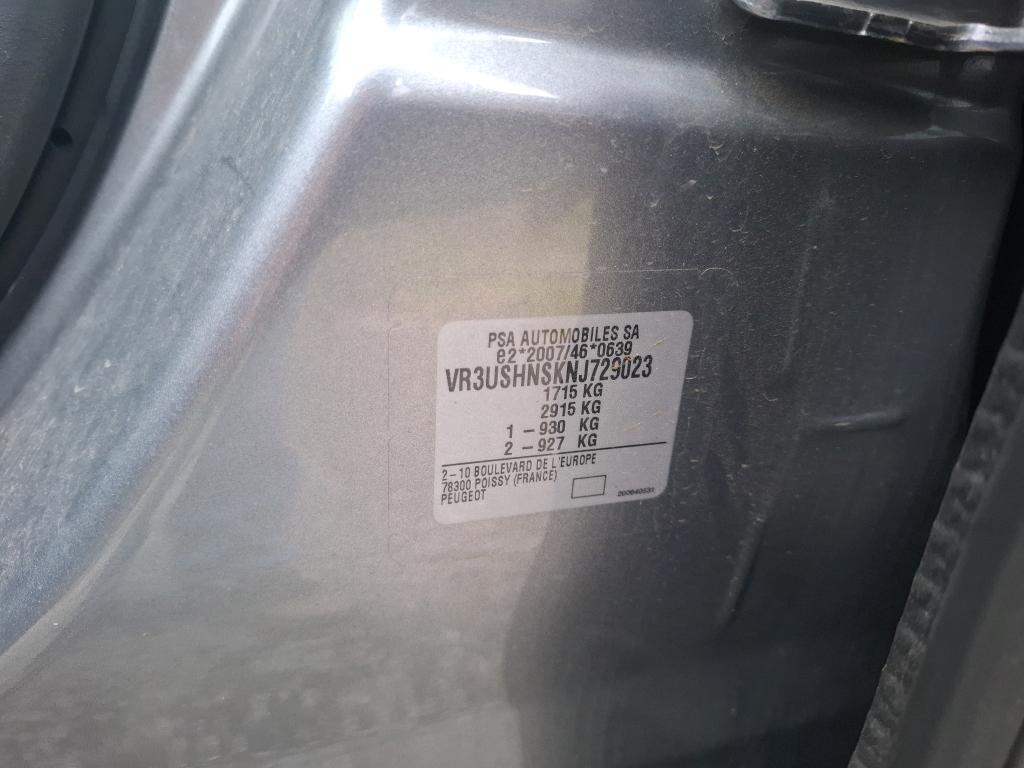 PSA AUTOMOBILES SA
e2*2007/46*0639
VR3USHNSKNJ729023
1715 KG
2915 KG
1 – 930 KG
2 – 927 KG
2 – 10 BOULEVARD DE L'EUROPE
78300 POISSY (FRANCE)
PEUGEOT
200640531